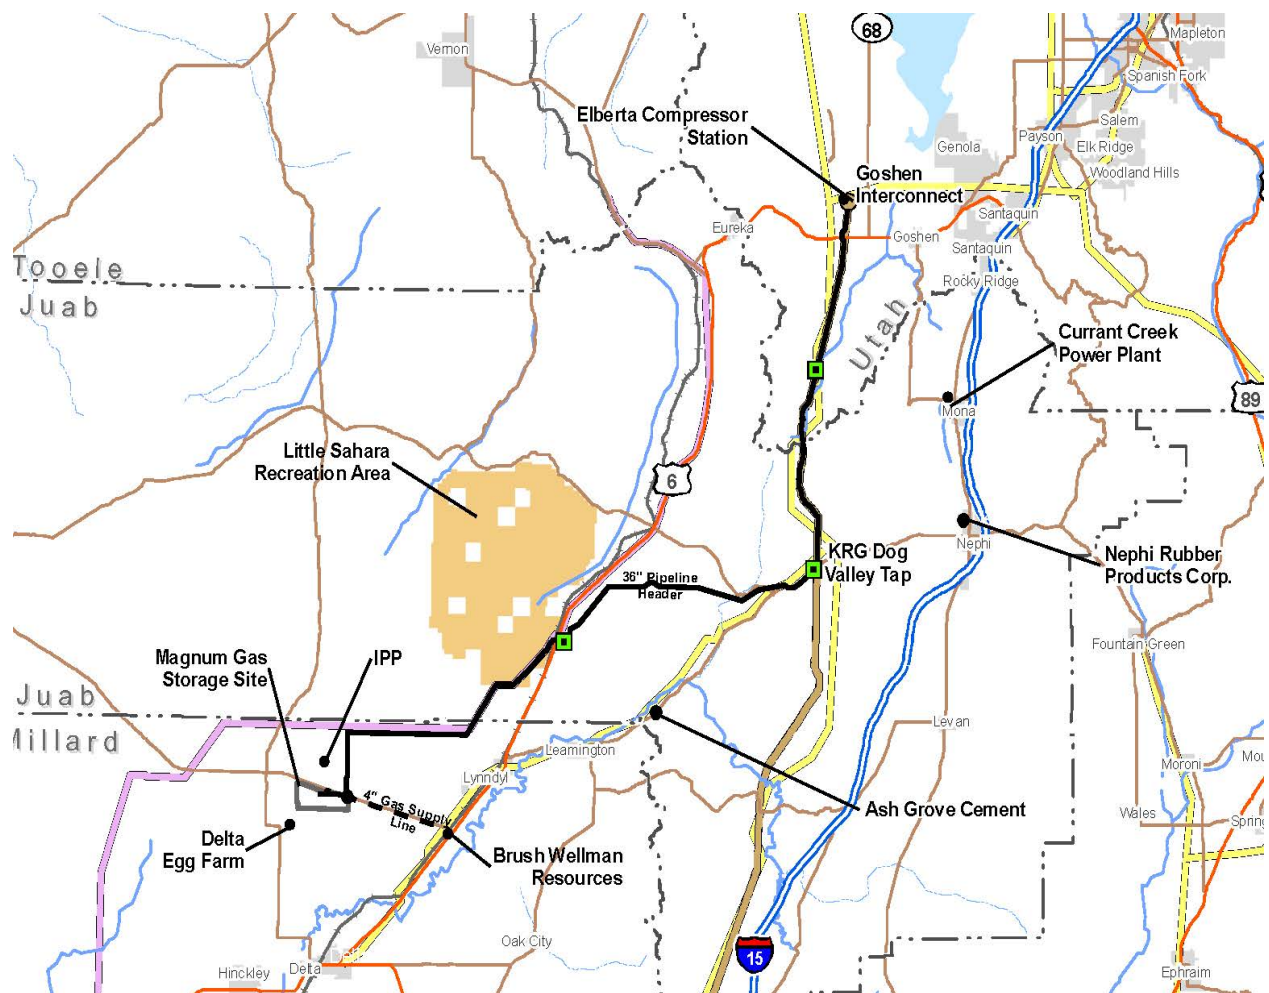 68
Mapleton
Vernon
Spanish Fork
Elberta Compressor
Station
Salem
Payson
Elk Ridge
Genola
Woodland Hills
Goshen
Interconnect
Santaquin
Eureka
Goshen
Santaquin
Tooele
Rocky Ridge
Juab
Utah
Currant Creek
Power Plant
89
Mona
Little Sahara
Recreation Area
6
Nephi
KRG Dog
Valley Tap
Nephi Rubber
Products Corp.
36" Pipeline
Header
Fountain Green
Magnum Gas
Storage Site
IPP
Juab
Millard
Levan
Leamington
Lynndyl
Moroni
Mou
4" Gas Supply
Line
Ash Grove Cement
Wales
Spring
Delta
Egg Farm
Brush Wellman
Resources
Oak City
15
Hinckley
Delta
Ephraim